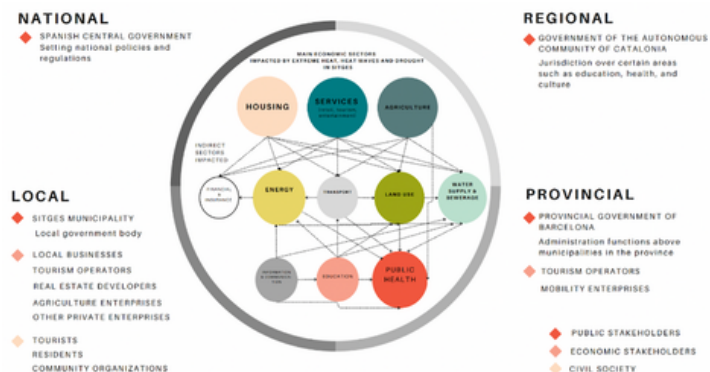 NATIONAL
SPANISH CENTRAL GOVERNMENT
Setting national policies and
regulations
REGIONAL
GOVERNMENT OF THE AUTONOMOUS
COMMUNITY OF CATALONIA
Jurisdiction over certain areas
such as education, health, and
culture
MAIN ECONOMIC SECTORS
IMPACTED BY EXTREME HEAT, HEAT WAVES AND DROUGHT
IN SITGES
HOUSING
SERVICES
AGRICULTURE
INDIRECT
SECTORS
IMPACTED
FINANCIAL
&
INSURANCE
ENERGY
TRANSPORT
LAND USE
WATER
SUPPLY &
SEWERAGE
EDUCATION
PUBLIC
HEALTH
LOCAL
SITGES MUNICIPALITY
Local government body
LOCAL BUSINESSES
TOURISM OPERATORS
REAL ESTATE DEVELOPERS
AGRICULTURE ENTERPRISES
OTHER PRIVATE ENTERPRISES
TOURISTS
RESIDENTS
COMMUNITY ORGANIZATIONS
PROVINCIAL
PROVINCIAL GOVERNMENT OF
BARCELONA
Administration functions above
municipalities in the province
TOURISM OPERATORS
MOBILITY ENTERPRISES
PUBLIC STAKEHOLDERS
ECONOMIC STAKEHOLDERS
CIVIL SOCIETY